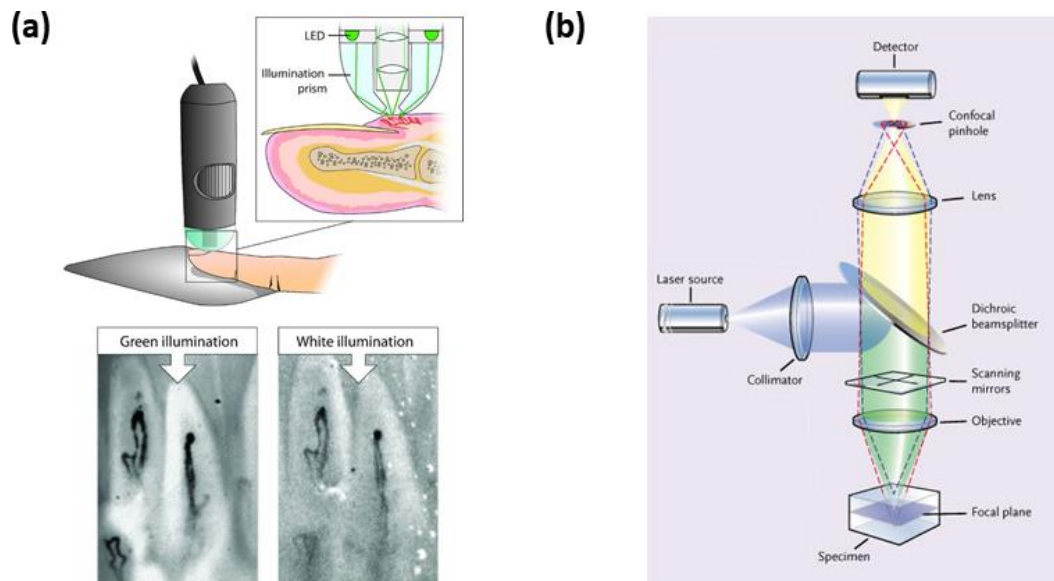 (a)
LED
Illumination
prism
Green illumination
White illumination
(b)
Detector
Confocal
pinhole
Lens
Laser source
Dichroic
beamsplitter
Collimator
Scanning
mirrors
Objective
Focal plane
Specimen